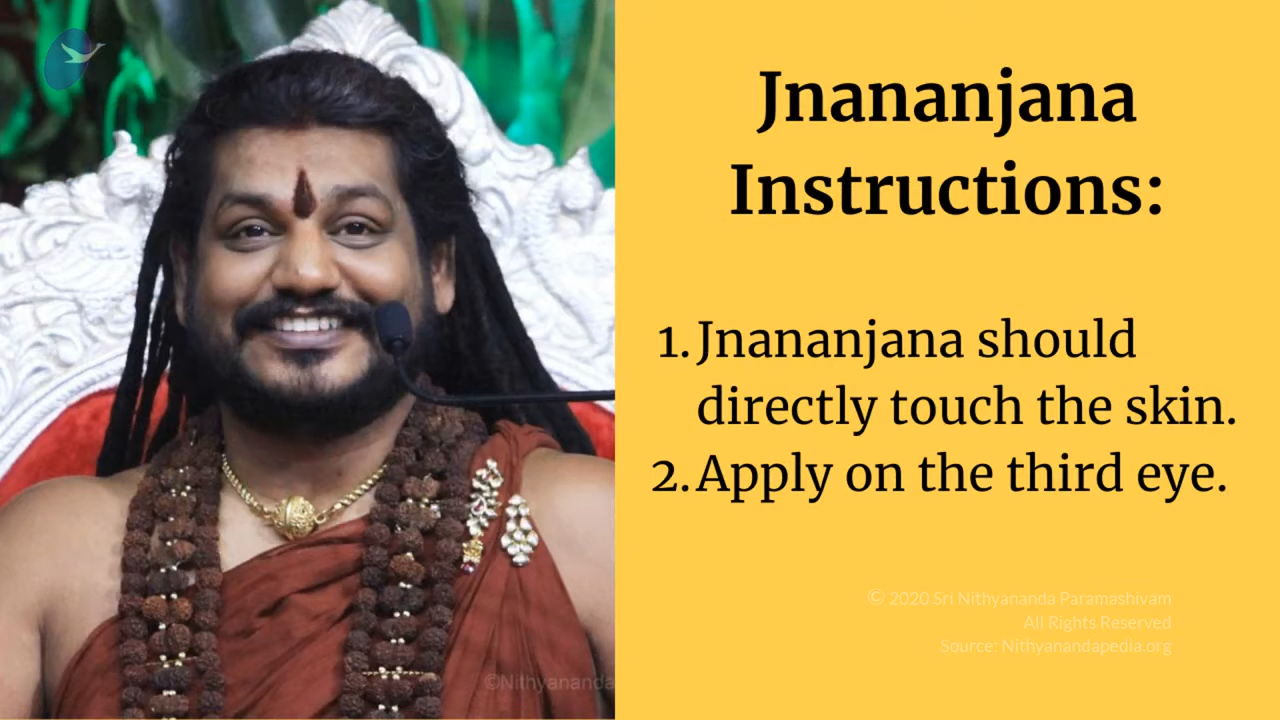 Jnananjana
Instructions:
1. Jnananjana should
directly touch the skin.
2. Apply on the third eye.
© 2020 Sri Nithyananda Paramashivam
All Rights Reserved
Source: Nithyanandapedia.org
©Nithyananda